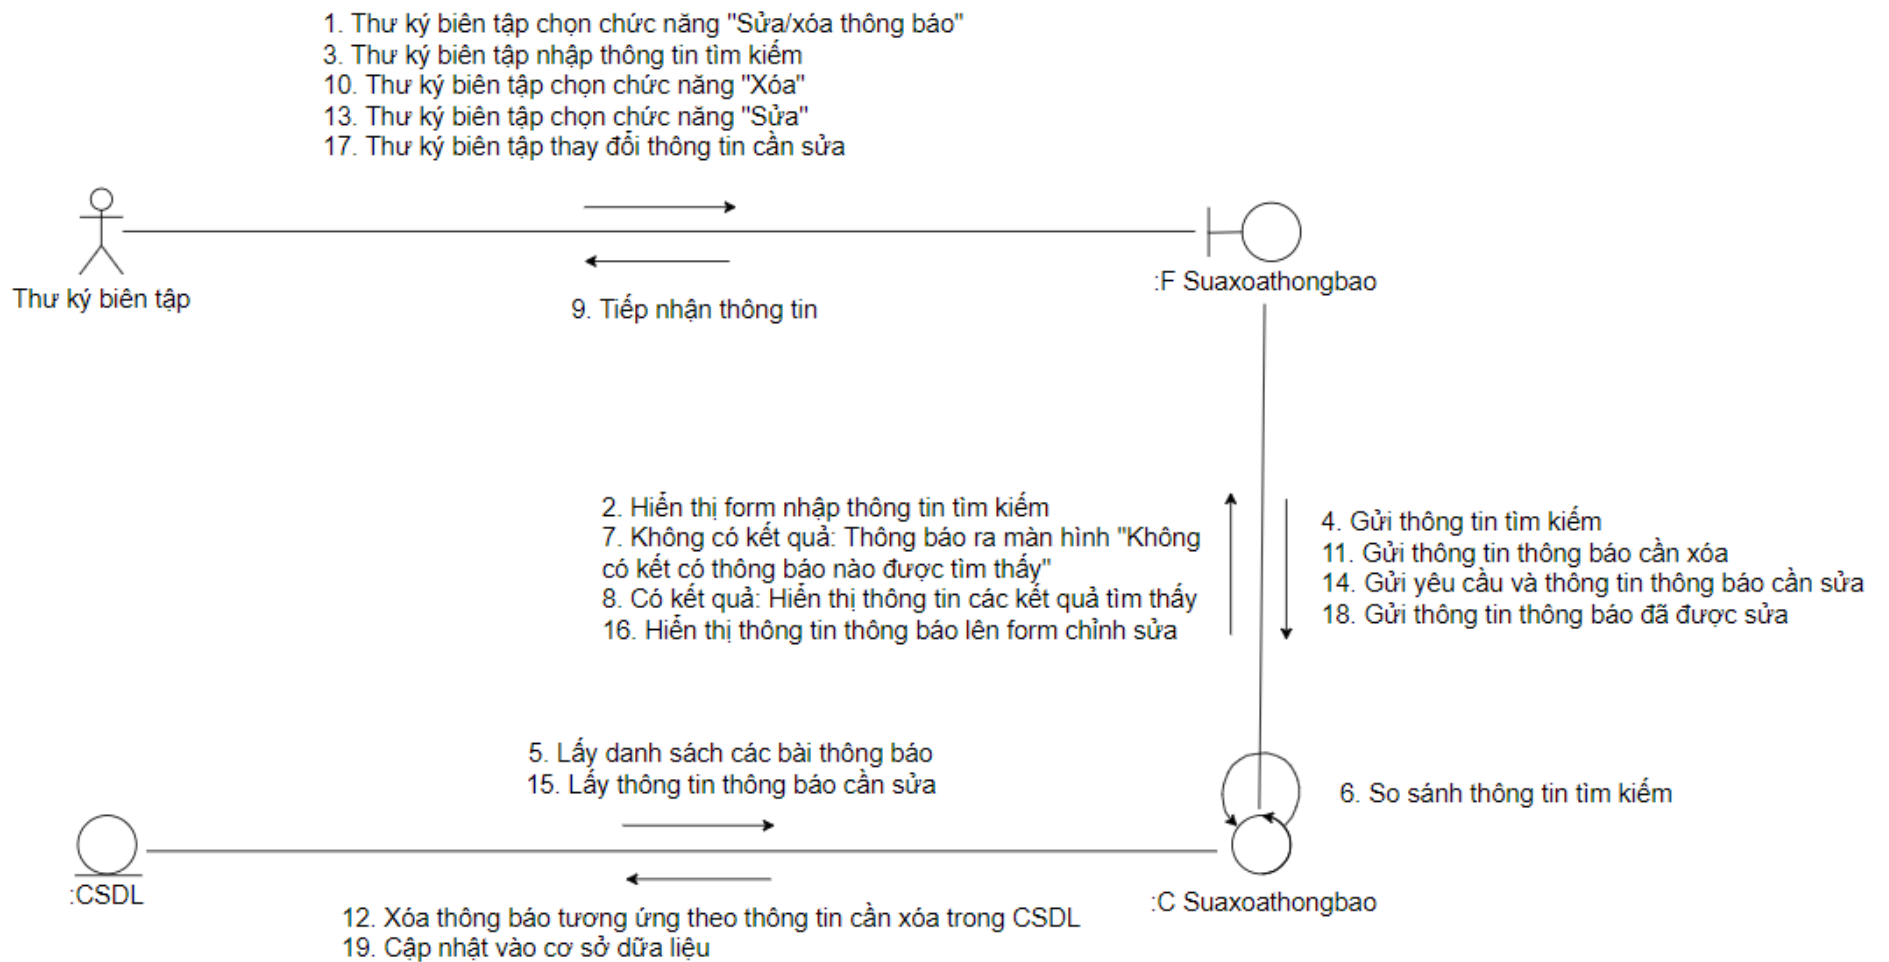 1. Thư ký biên tập chọn chức năng "Sửa/xóa thông báo"
3. Thư ký biên tập nhập thông tin tìm kiếm
10. Thư ký biên tập chọn chức năng "Xóa"
13. Thư ký biên tập chọn chức năng "Sửa"
17. Thư ký biên tập thay đổi thông tin cần sửa
Thư ký biên tập
:F Suaxoathongbao
9. Tiếp nhận thông tin
2. Hiển thị form nhập thông tin tìm kiếm
7. Không có kết quả: Thông báo ra màn hình "Không
có kết có thông báo nào được tìm thấy"
8. Có kết quả: Hiển thị thông tin các kết quả tìm thấy
16. Hiển thị thông tin thông báo lên form chỉnh sửa
4. Gửi thông tin tìm kiếm
11. Gửi thông tin thông báo cần xóa
14. Gửi yêu cầu và thông tin thông báo cần sửa
18. Gửi thông tin thông báo đã được sửa
5. Lấy danh sách các bài thông báo
15. Lấy thông tin thông báo cần sửa
6. So sánh thông tin tìm kiếm
:CSDL
:C Suaxoathongbao
12. Xóa thông báo tương ứng theo thông tin cần xóa trong CSDL
19. Cập nhật vào cơ sở dữa liệu